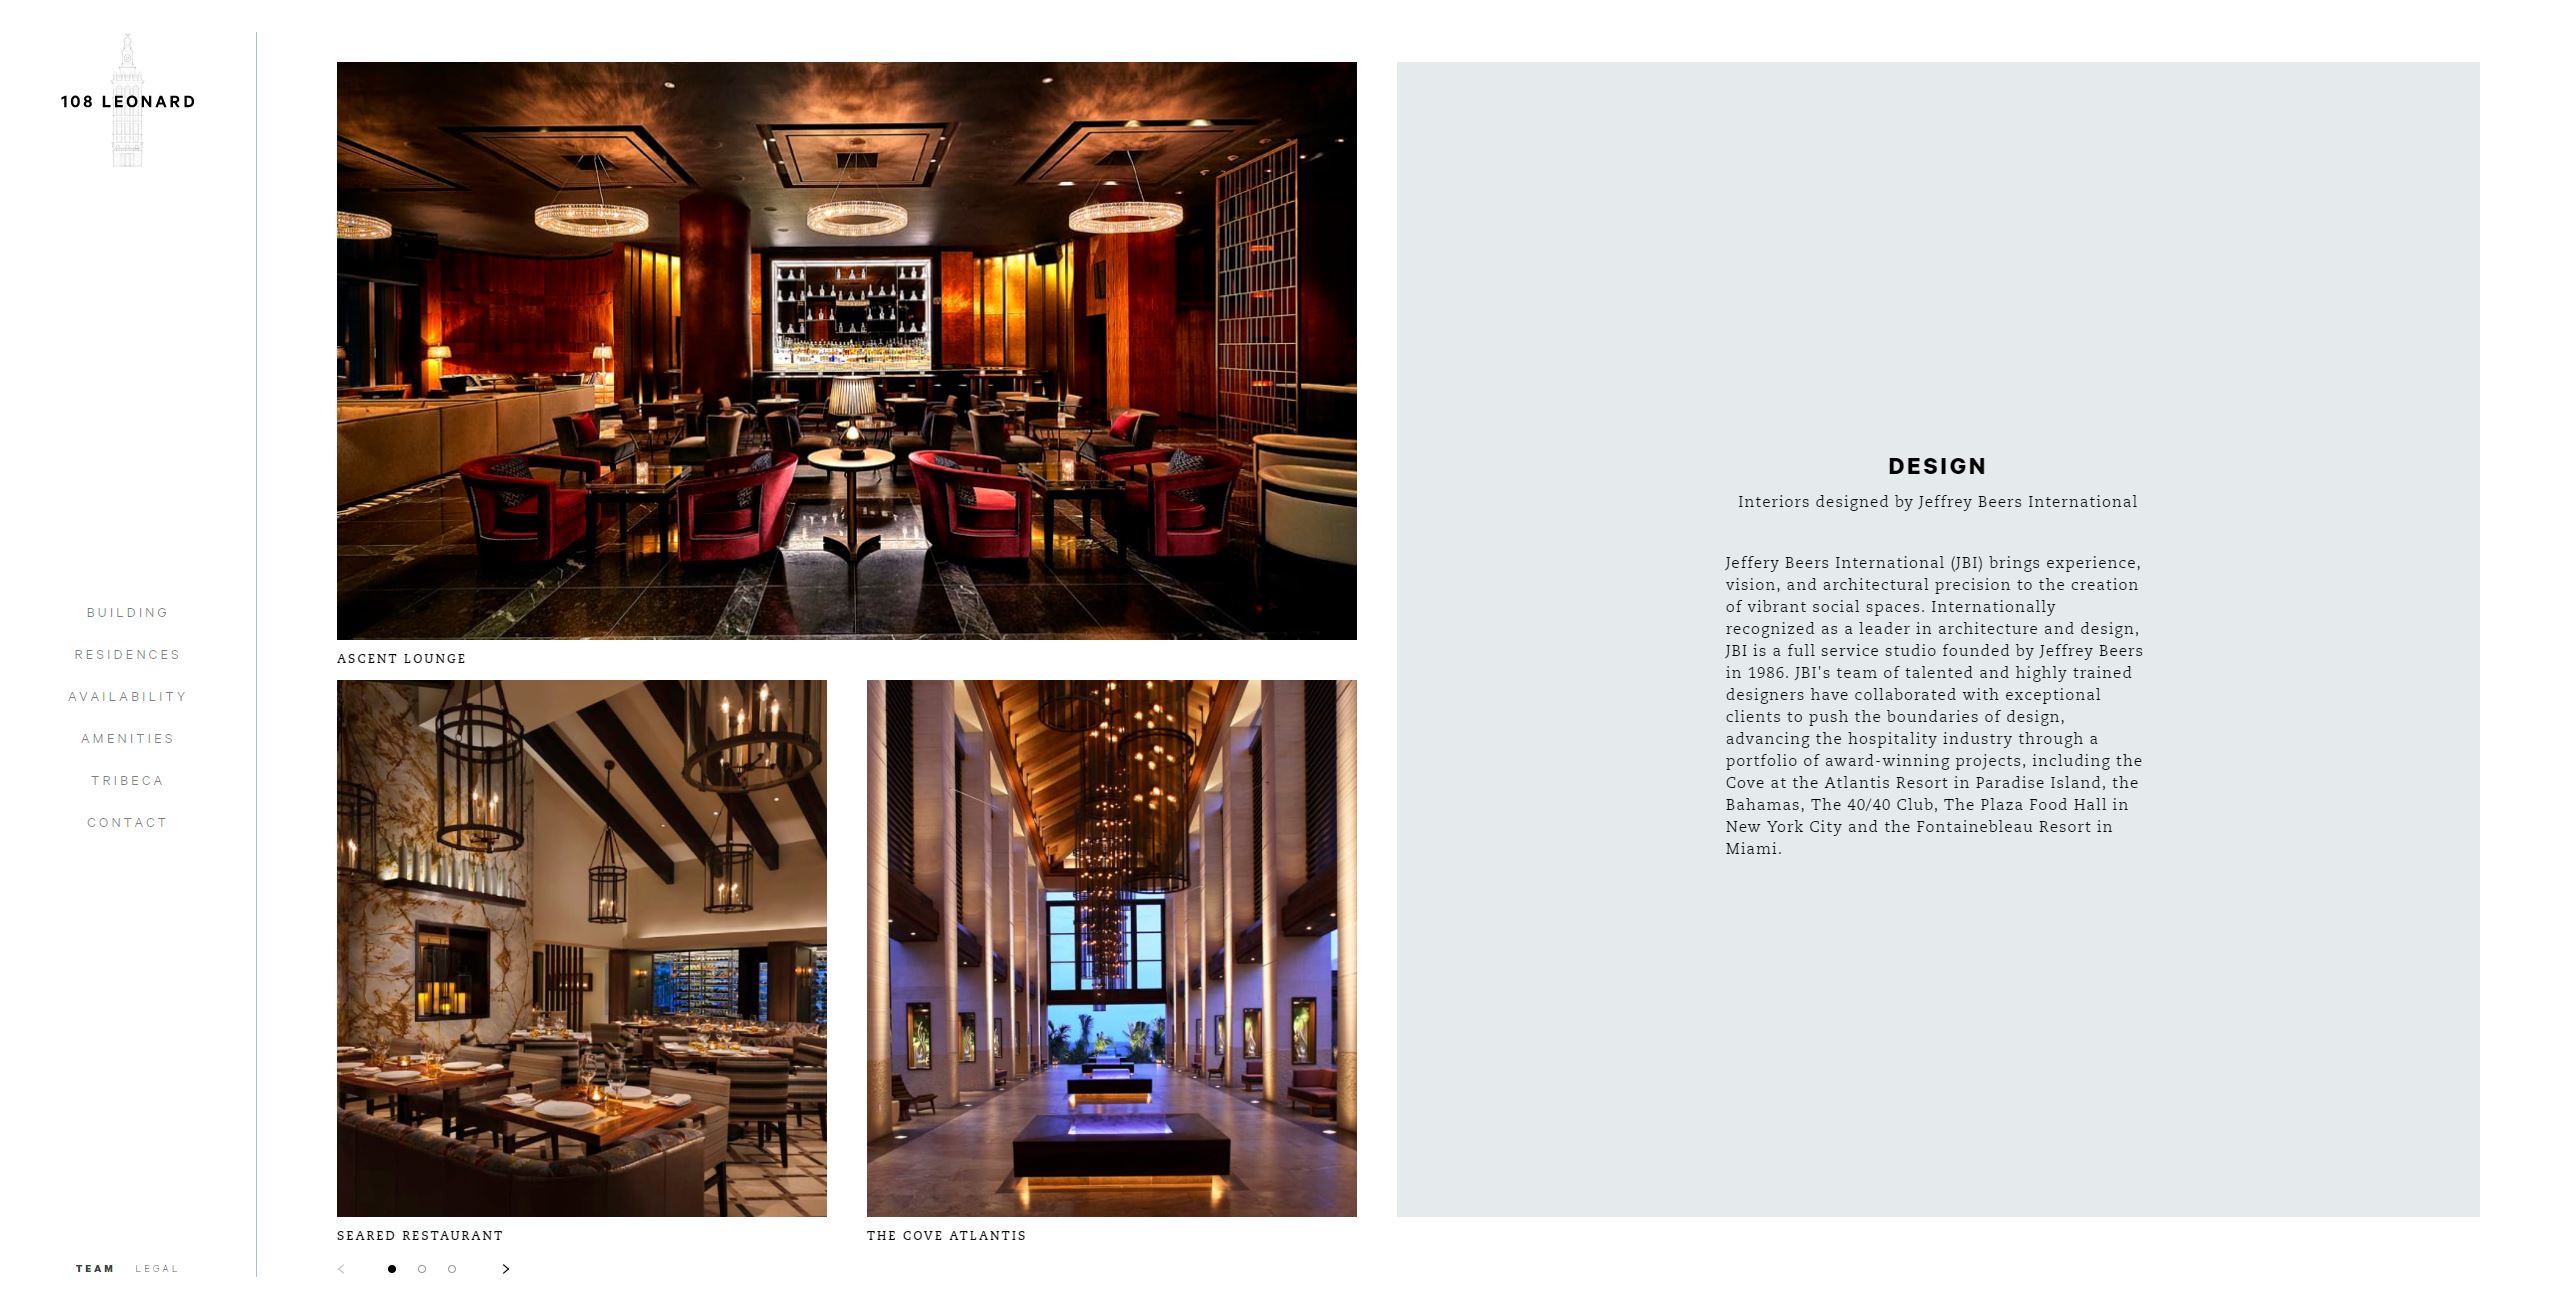 108 LEONARD
BUILDING
RESIDENCES
AVAILABILITY
AMENITIES
TRIBECA
CONTACT
TEAM LEGAL
ASCENT LOUNGE
SEARED RESTAURANT
THE COVE ATLANTIS
DESIGN
Interiors designed by Jeffrey Beers International
Jeffery Beers International (JBI) brings experience,
vision, and architectural precision to the creation
of vibrant social spaces. Internationally
recognized as a leader in architecture and design,
JBI is a full service studio founded by Jeffrey Beers
in 1986. JBI's team of talented and highly trained
designers have collaborated with exceptional
clients to push the boundaries of design,
advancing the hospitality industry through a
portfolio of award-winning projects, including the
Cove at the Atlantis Resort in Paradise Island, the
Bahamas, The 40/40 Club, The Plaza Food Hall in
New York City and the Fontainebleau Resort in
Miami.